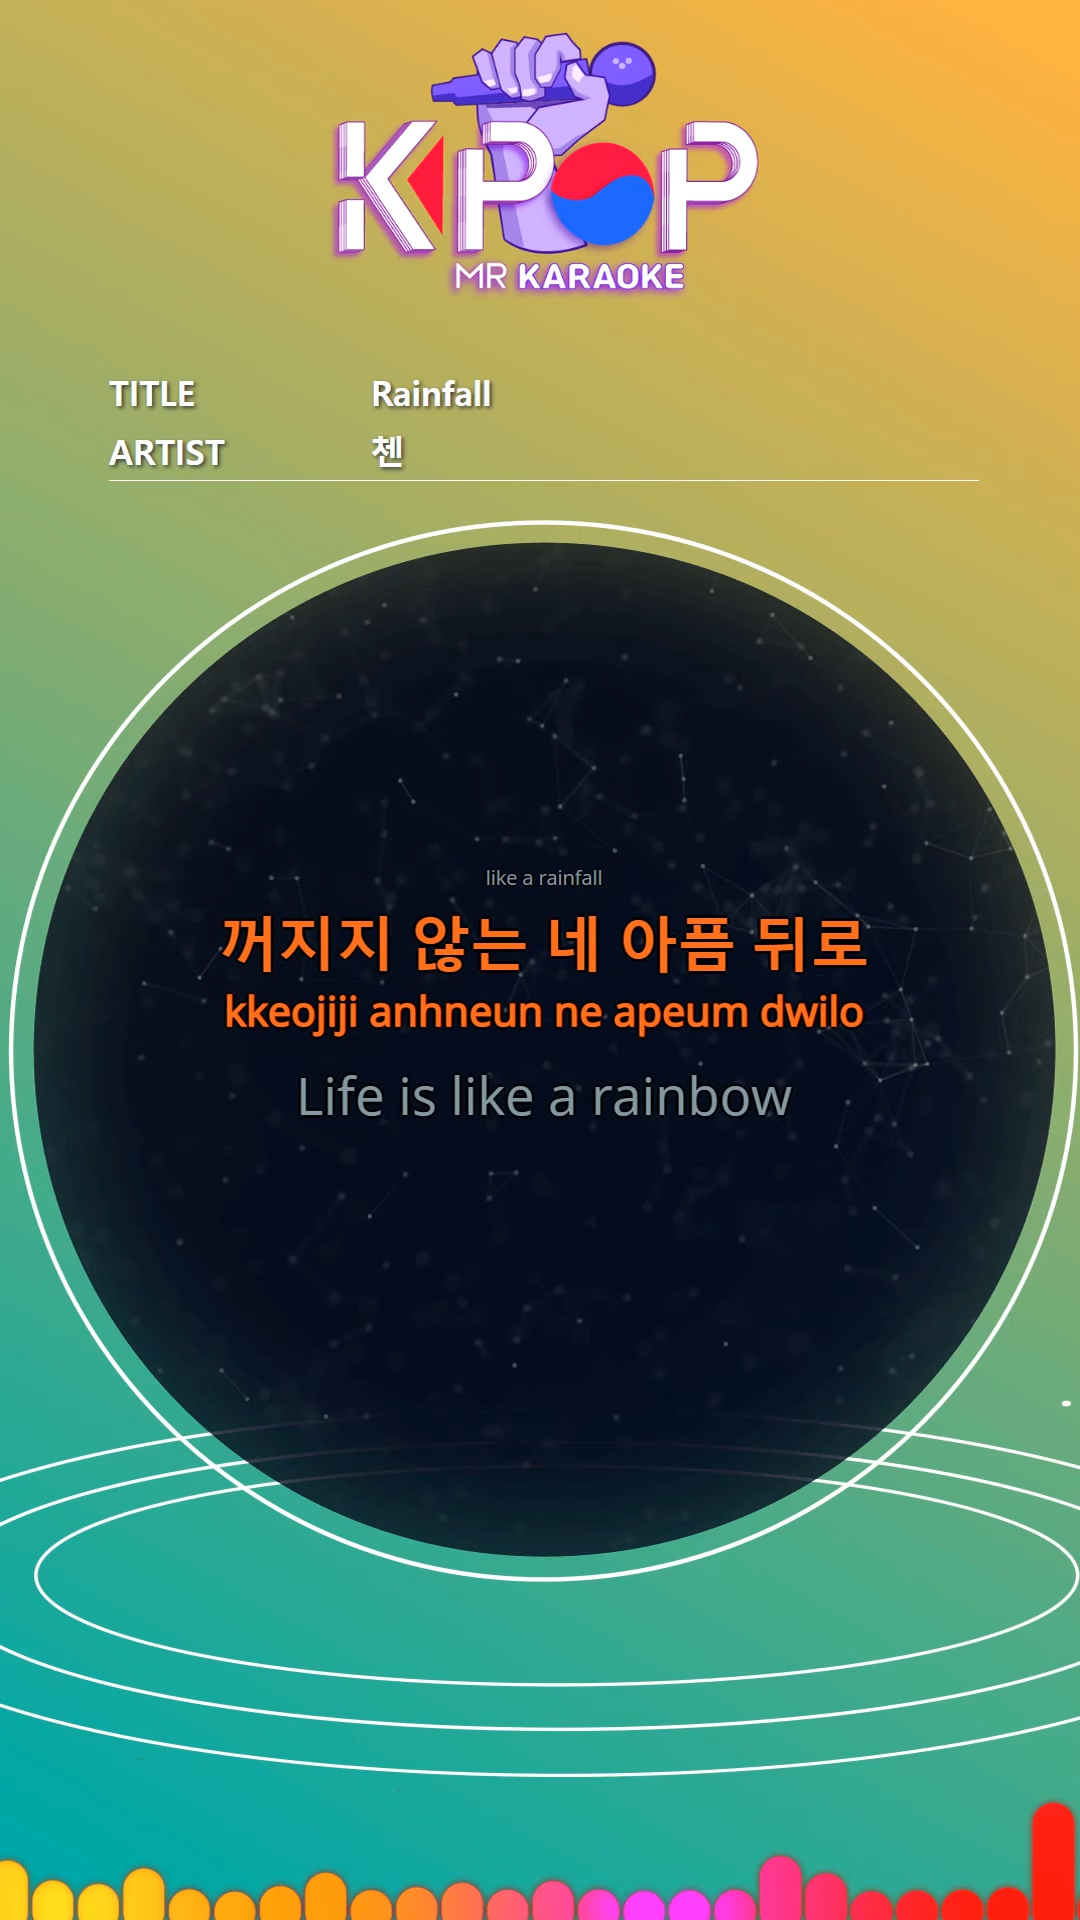 KPOP
MR KARAOKE
TITLE Rainfall
ARTIST 첸
like a rainfall
꺼지지 않는 네 아픔 뒤로
kkeojiji anhneun ne apeum dwilo
Life is like a rainbow